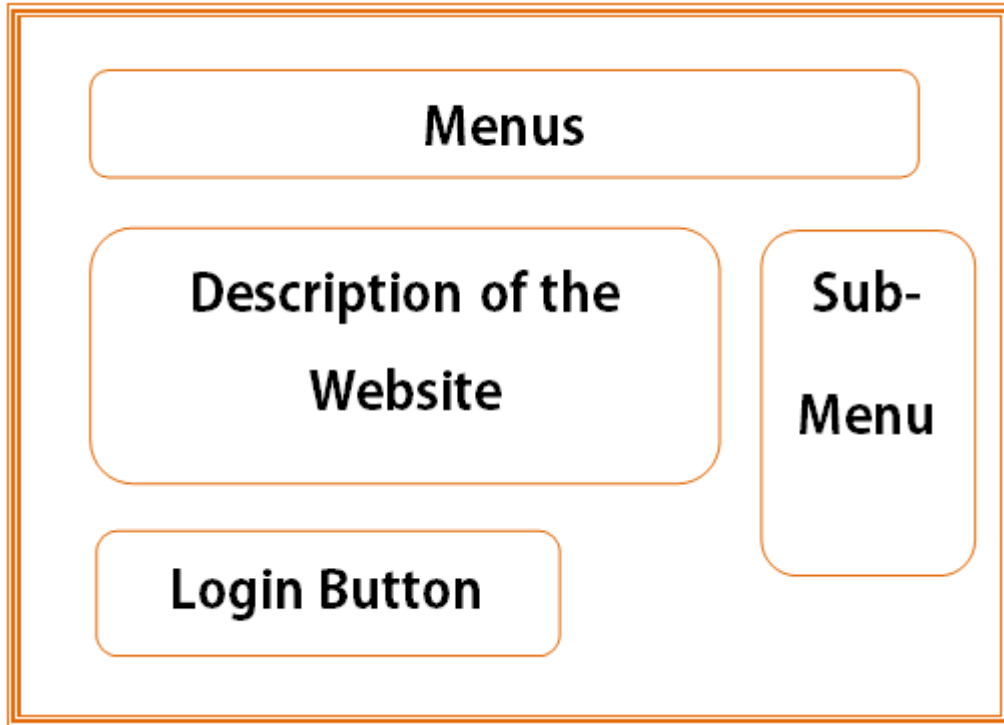 Menus
Description of the
Website
Sub-
Menu
Login Button